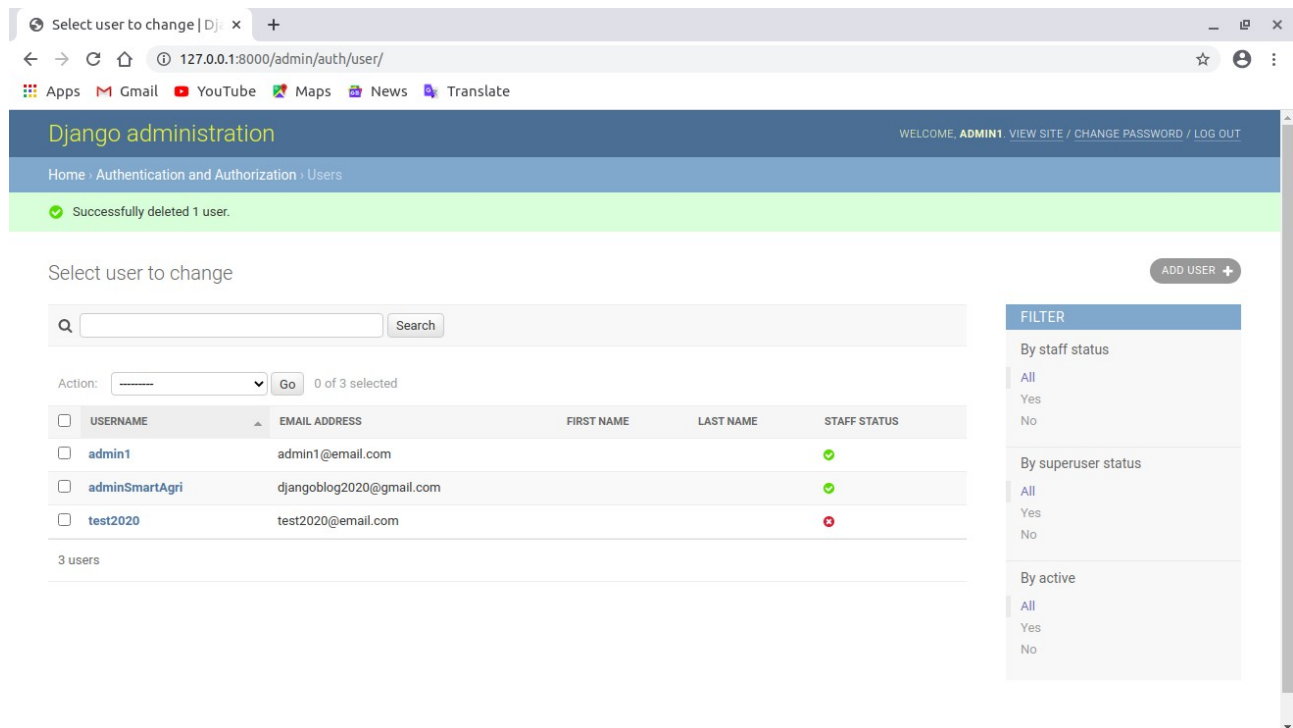 Select user to change | Dja
127.0.0.1:8000/admin/auth/user/
Apps Gmail YouTube Maps News Translate
Django administration
WELCOME, ADMIN1. VIEW SITE / CHANGE PASSWORD / LOG OUT
Home › Authentication and Authorization › Users
Successfully deleted 1 user.
Select user to change
ADD USER +
Search
Action: --------- Go 0 of 3 selected
USERNAME EMAIL ADDRESS FIRST NAME LAST NAME STAFF STATUS
admin1 admin1@email.com
adminSmartAgri djangoblog2020@gmail.com
test2020 test2020@email.com
3 users
FILTER
By staff status
All
Yes
No
By superuser status
All
Yes
No
By active
All
Yes
No